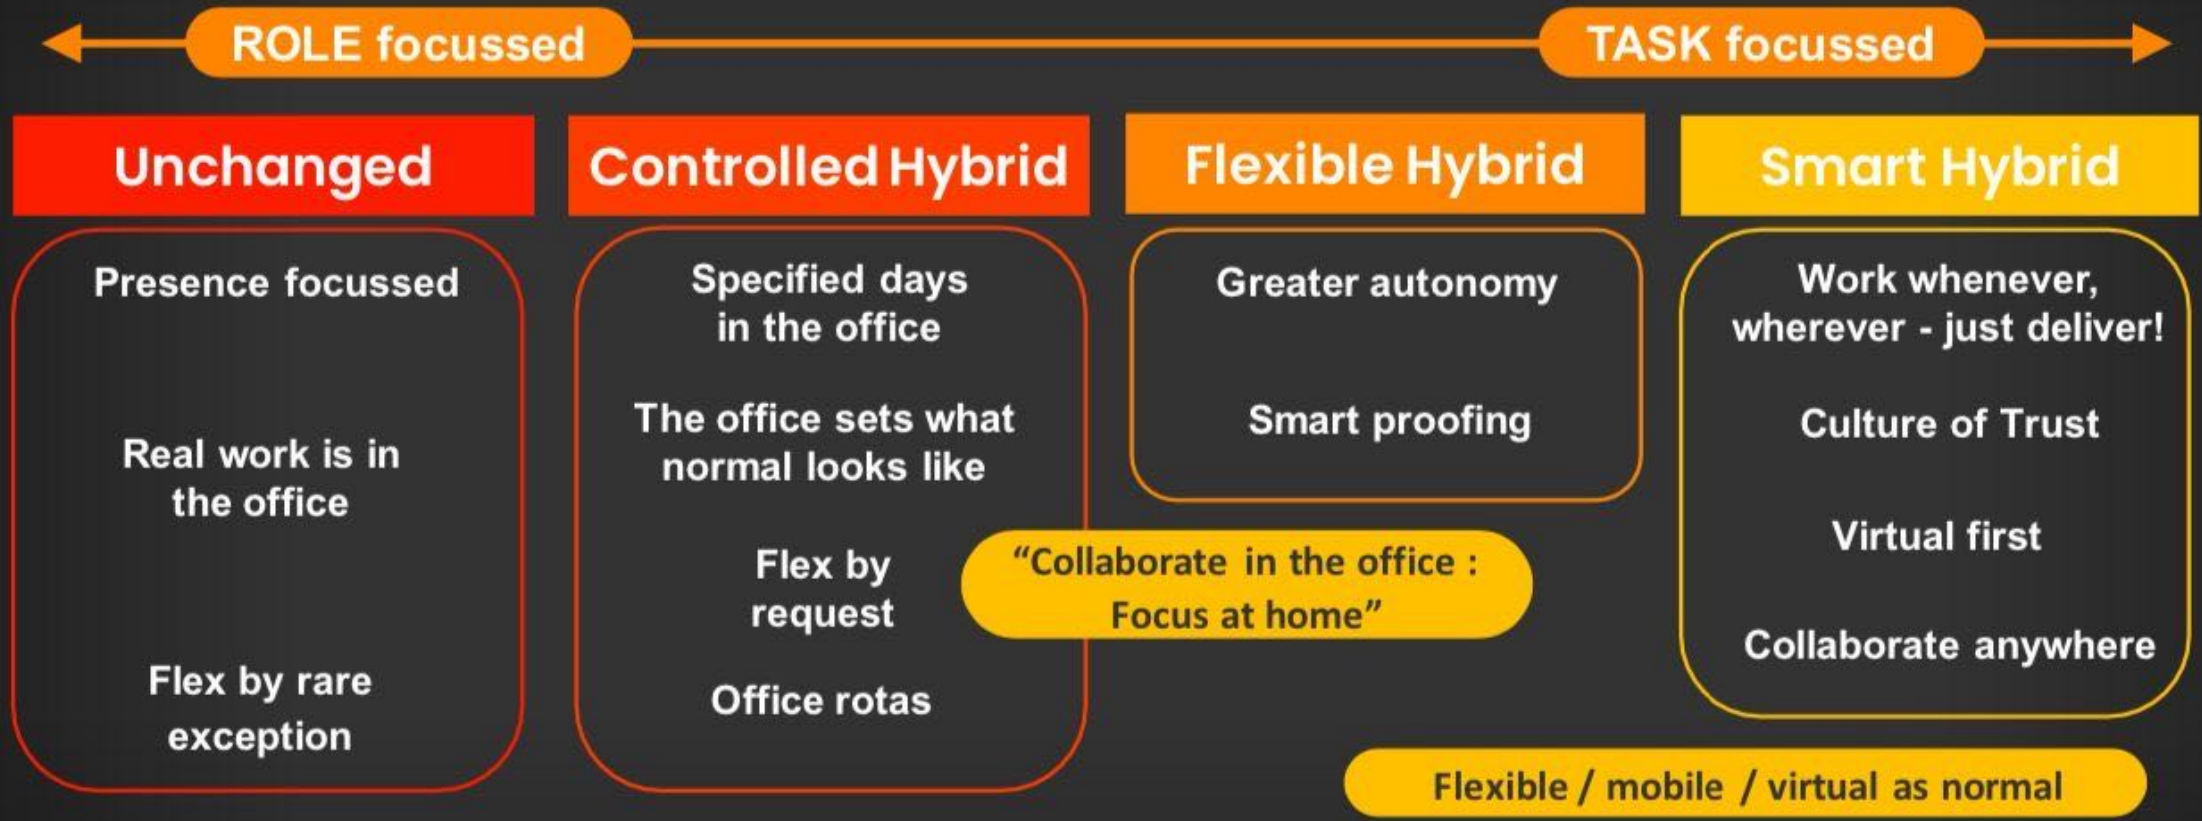 ROLE focussed
TASK focussed
Unchanged
Presence focussed
Real work is in
the office
Flex by rare
exception
Controlled Hybrid
Specified days
in the office
The office sets what
normal looks like
Flex by
request
Office rotas
Flexible Hybrid
Greater autonomy
Smart proofing
“Collaborate in the office :
Focus at home”
Smart Hybrid
Work whenever,
wherever - just deliver!
Culture of Trust
Virtual first
Collaborate anywhere
Flexible / mobile / virtual as normal